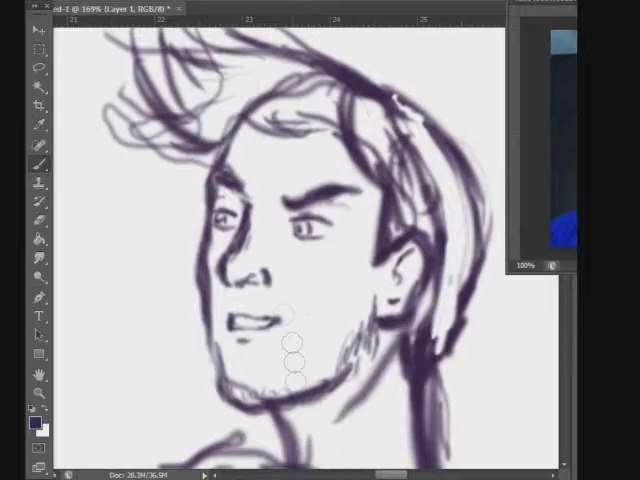 ed-1 @ 169% (Layer 1, RGB/8) * ×
21 22 23 24 25
T
100%
Doc: 28.3M/36.9M